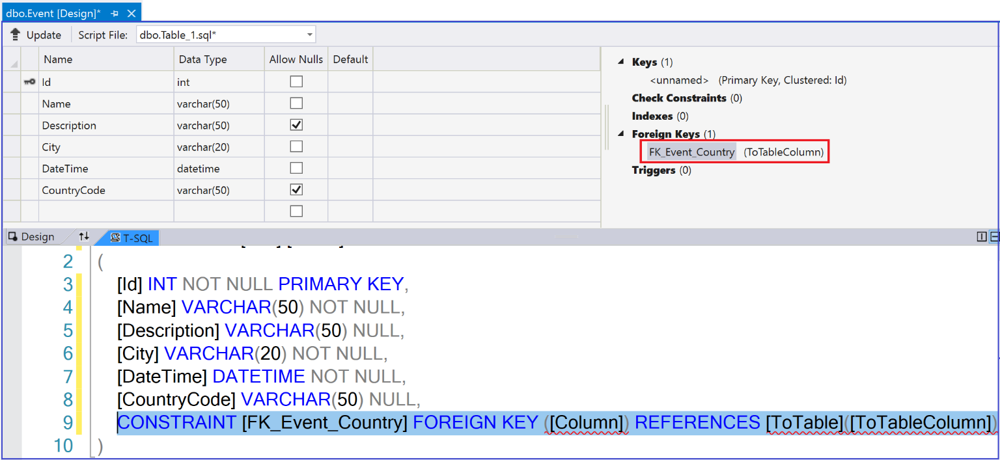 dbo.Event [Design]*
Update Script File: dbo.Table_1.sql*
Name Data Type Allow Nulls Default
Id int
Name varchar(50)
Description varchar(50)
City varchar(20)
DateTime datetime
CountryCode varchar(50)
Keys (1)
<unnamed> (Primary Key, Clustered: Id)
Check Constraints (0)
Indexes (0)
Foreign Keys (1)
FK_Event_Country (ToTableColumn)
Triggers (0)
Design T-SQL
2 (
3 [Id] INT NOT NULL PRIMARY KEY,
4 [Name] VARCHAR(50) NOT NULL,
5 [Description] VARCHAR(50) NULL,
6 [City] VARCHAR(20) NOT NULL,
7 [DateTime] DATETIME NOT NULL,
8 [CountryCode] VARCHAR(50) NULL,
9 CONSTRAINT [FK_Event_Country] FOREIGN KEY ([Column]) REFERENCES [ToTable]([ToTableColumn])
10 )